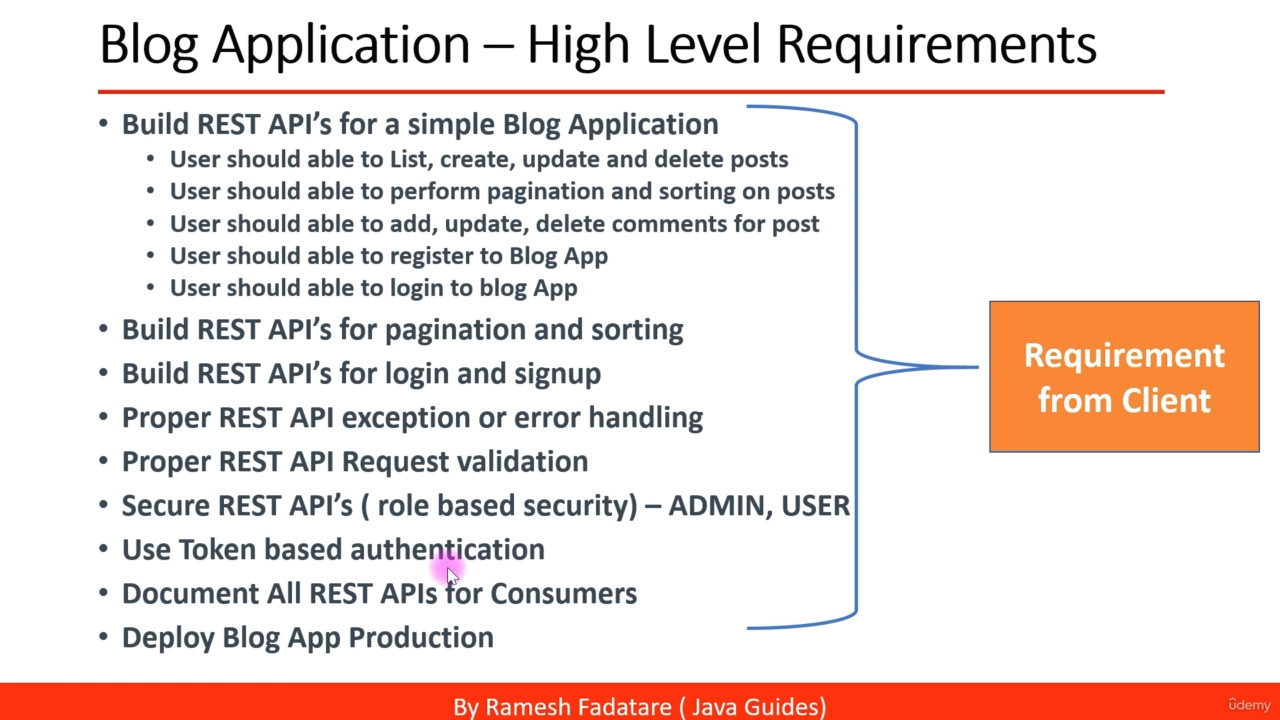 Blog Application – High Level Requirements
• Build REST API’s for a simple Blog Application
• User should able to List, create, update and delete posts
• User should able to perform pagination and sorting on posts
• User should able to add, update, delete comments for post
• User should able to register to Blog App
• User should able to login to blog App
• Build REST API’s for pagination and sorting
• Build REST API’s for login and signup
• Proper REST API exception or error handling
• Proper REST API Request validation
• Secure REST API’s ( role based security) – ADMIN, USER
• Use Token based authentication
• Document All REST APIs for Consumers
• Deploy Blog App Production
Requirement
from Client
By Ramesh Fadatare ( Java Guides)
ûdemy